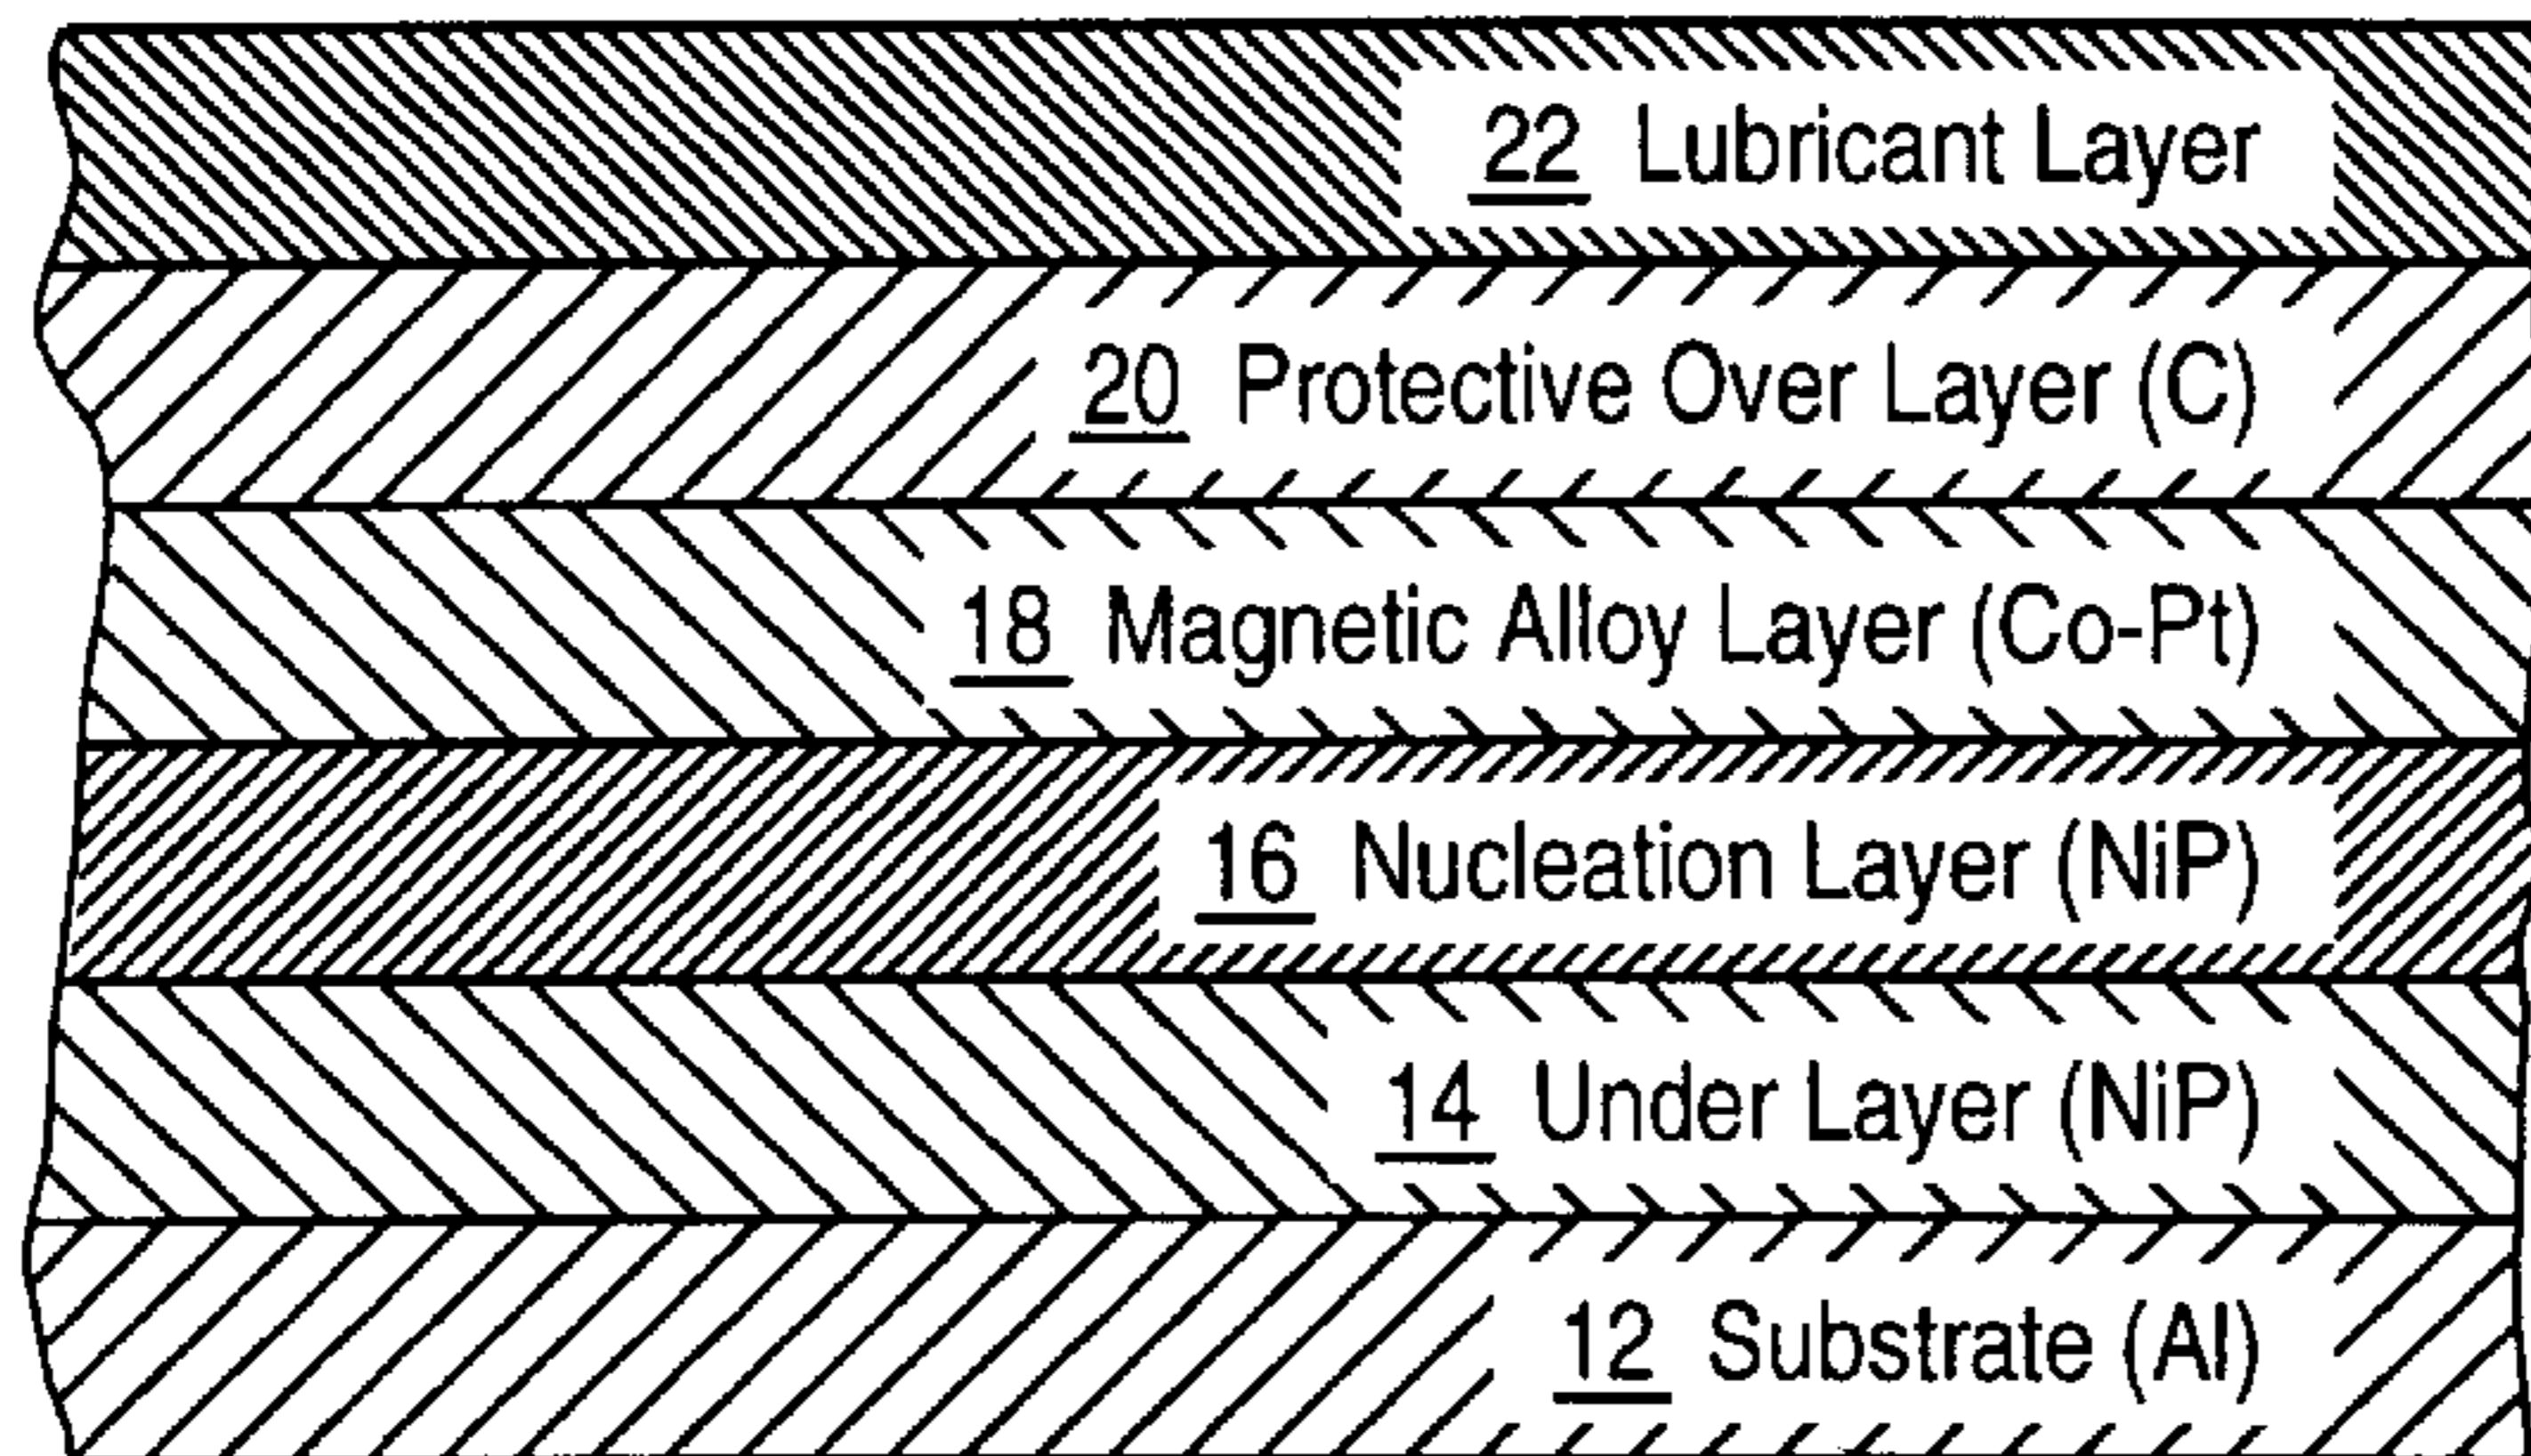 22 Lubricant Layer
20 Protective Over Layer (C)
18 Magnetic Alloy Layer (Co-Pt)
16 Nucleation Layer (NiP)
14 Under Layer (NiP)
12 Substrate (Al)